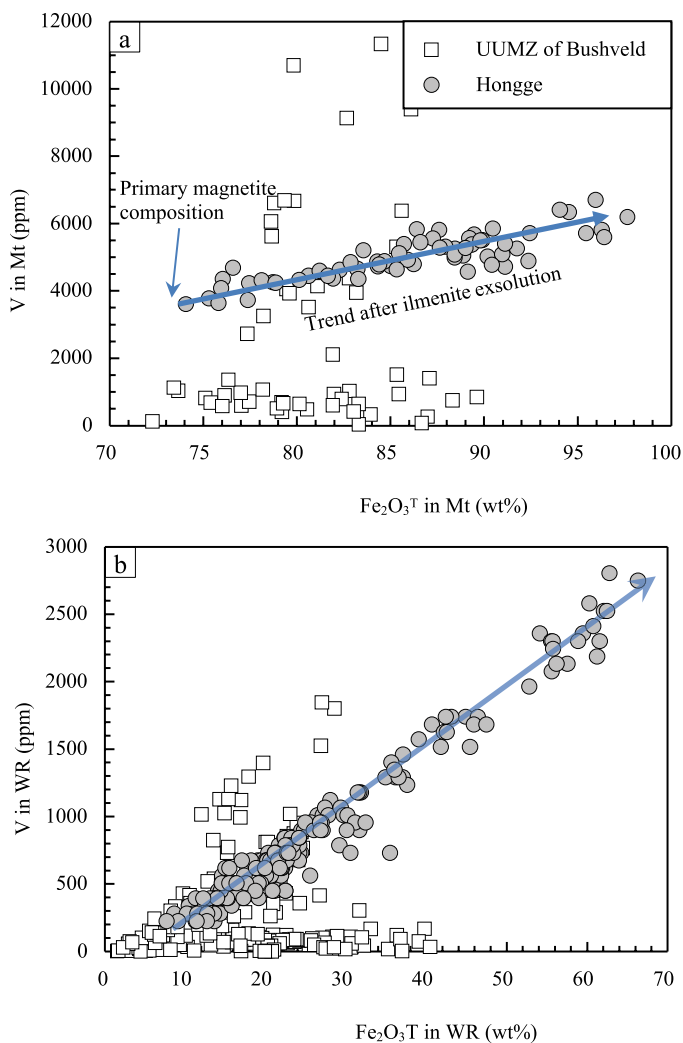 12000
10000
8000
6000
4000
2000
0
V in Mt (ppm)
a
UUMZ of Bushveld
Hongge
Primary magnetite
composition
Trend after ilmenite exsolution
70 75 80 85 90 95 100
Fe₂O₃ᵀ in Mt (wt%)
3000
2500
2000
1500
1000
500
0
V in WR (ppm)
b
0 10 20 30 40 50 60 70
Fe₂O₃T in WR (wt%)